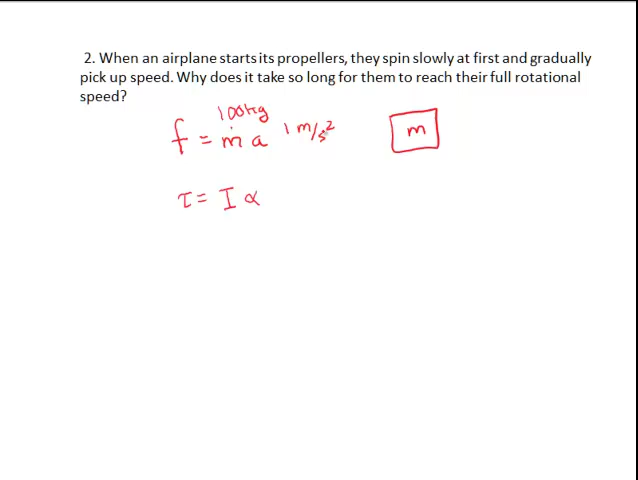 2. When an airplane starts its propellers, they spin slowly at first and gradually
pick up speed. Why does it take so long for them to reach their full rotational
speed?
100kg
f = m a 1 m/s²
m
τ = I α